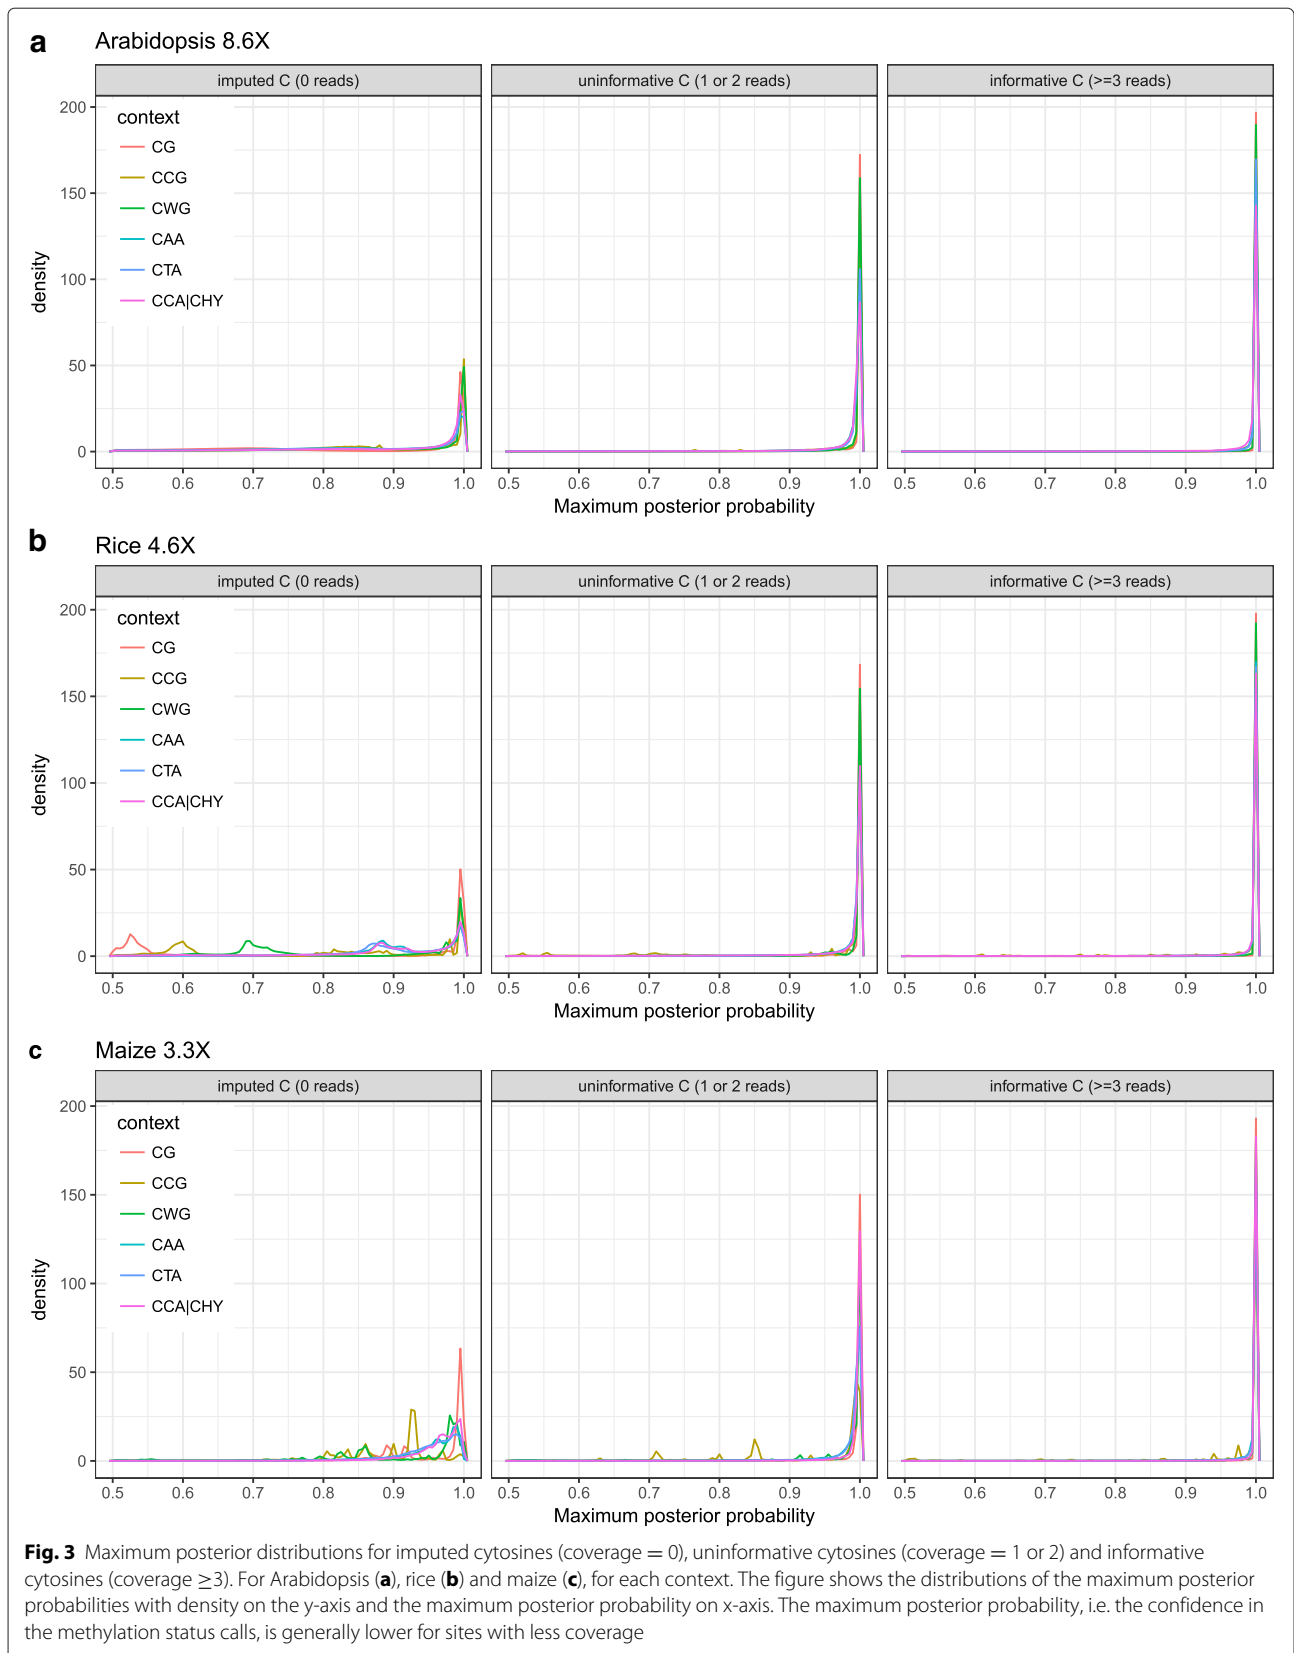 a Arabidopsis 8.6X
imputed C (0 reads) uninformative C (1 or 2 reads) informative C (>=3 reads)
200
150
100
50
0
density
context
CG
CCG
CWG
CAA
CTA
CCA|CHY
0.5 0.6 0.7 0.8 0.9 1.0 0.5 0.6 0.7 0.8 0.9 1.0 0.5 0.6 0.7 0.8 0.9 1.0
Maximum posterior probability
b Rice 4.6X
imputed C (0 reads) uninformative C (1 or 2 reads) informative C (>=3 reads)
200
150
100
50
0
density
context
CG
CCG
CWG
CAA
CTA
CCA|CHY
0.5 0.6 0.7 0.8 0.9 1.0 0.5 0.6 0.7 0.8 0.9 1.0 0.5 0.6 0.7 0.8 0.9 1.0
Maximum posterior probability
c Maize 3.3X
imputed C (0 reads) uninformative C (1 or 2 reads) informative C (>=3 reads)
200
150
100
50
0
density
context
CG
CCG
CWG
CAA
CTA
CCA|CHY
0.5 0.6 0.7 0.8 0.9 1.0 0.5 0.6 0.7 0.8 0.9 1.0 0.5 0.6 0.7 0.8 0.9 1.0
Maximum posterior probability
Fig. 3 Maximum posterior distributions for imputed cytosines (coverage = 0), uninformative cytosines (coverage = 1 or 2) and informative
cytosines (coverage ≥3). For Arabidopsis (a), rice (b) and maize (c), for each context. The figure shows the distributions of the maximum posterior
probabilities with density on the y-axis and the maximum posterior probability on x-axis. The maximum posterior probability, i.e. the confidence in
the methylation status calls, is generally lower for sites with less coverage